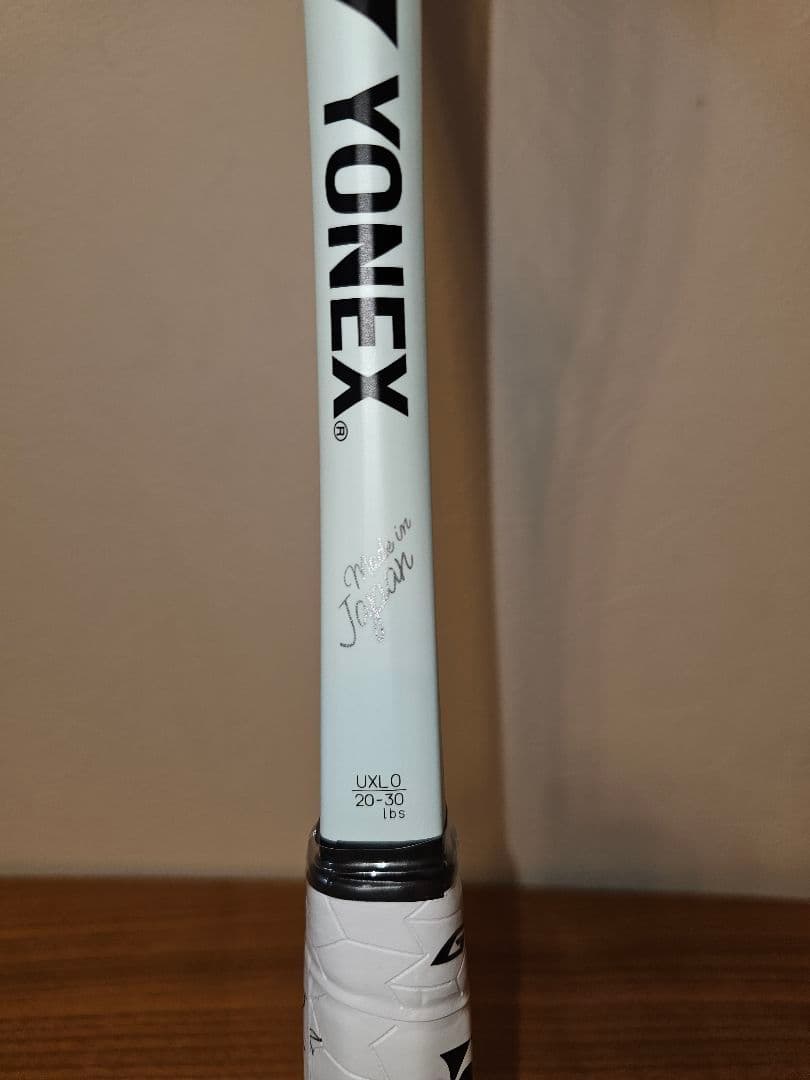 YONEX®
Made in
Japan
UXL0
20-30
lbs